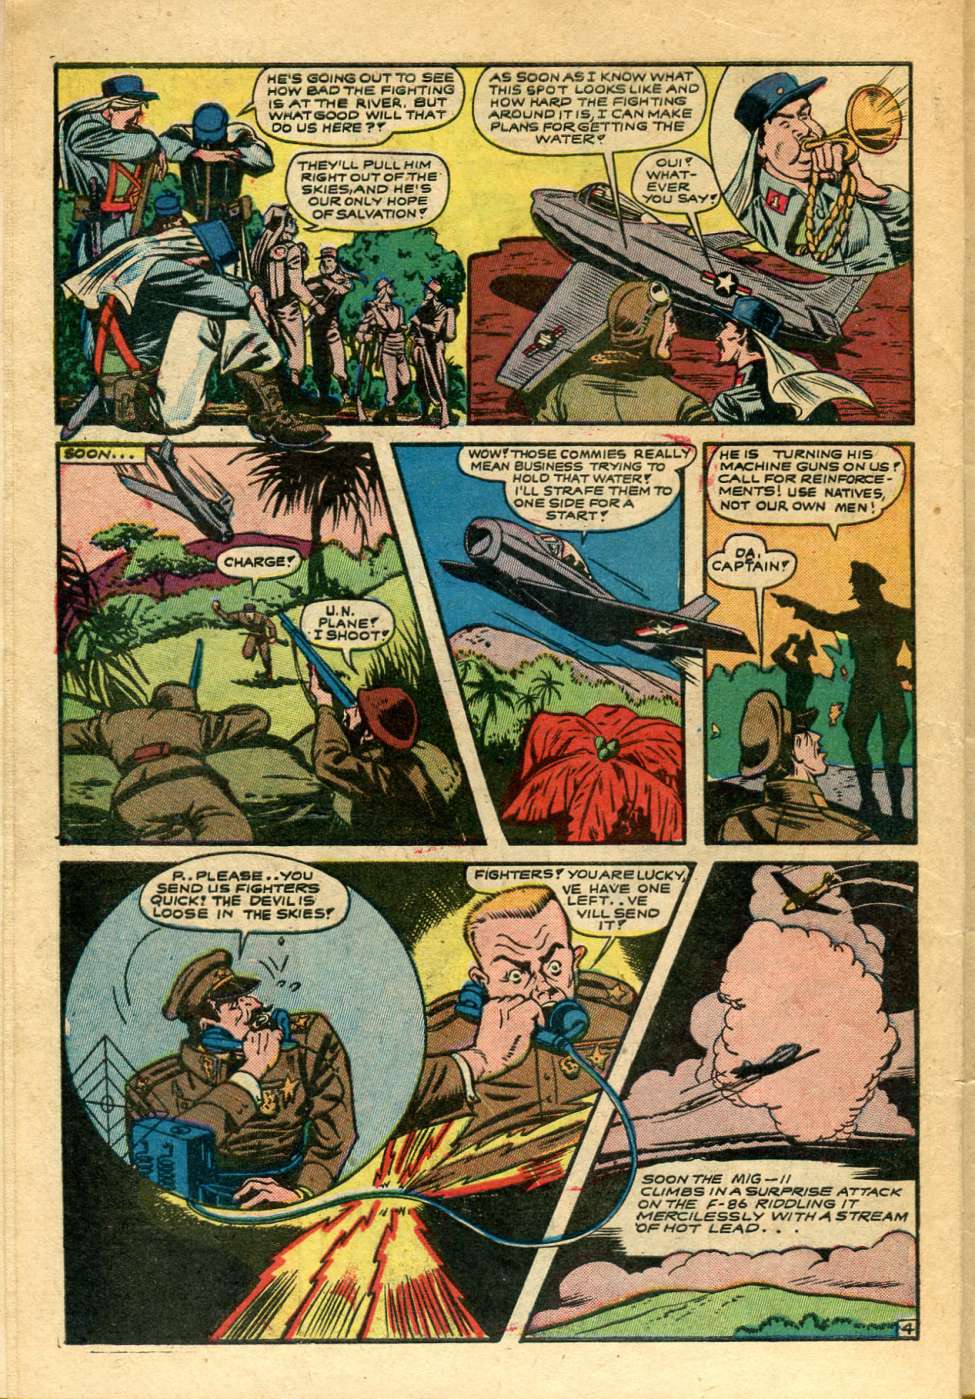 HE'S GOING OUT TO SEE
HOW BAD THE FIGHTING
IS AT THE RIVER, BUT
WHAT GOOD WILL THAT
DO US HERE??
THEY'LL PULL HIM
RIGHT OUT OF THE
SKIES, AND HE'S
OUR ONLY HOPE
OF SALVATION!
AS SOON AS I KNOW WHAT
THIS SPOT LOOKS LIKE AND
HOW HARD THE FIGHTING
AROUND IT IS, I CAN MAKE
PLANS FOR GETTING THE
WATER!
OUI!
WHAT-
EVER
YOU SAY!
1
SOON...
CHARGE!
U.N.
PLANE!
I SHOOT!
WOW! THOSE COMMIES REALLY
MEAN BUSINESS TRYING TO
HOLD THAT WATER!
I'LL STRAFE THEM TO
ONE SIDE FOR A
START!
HE IS TURNING HIS
MACHINE GUNS ON US!
CALL FOR REINFORCE-
MENTS! USE NATIVES,
NOT OUR OWN MEN!
DA,
CAPTAIN!
P..PLEASE..YOU
SEND US FIGHTERS
QUICK! THE DEVIL IS
LOOSE IN THE SKIES!
FIGHTERS! YOU ARE LUCKY,
VE HAVE ONE
LEFT...VE
VILL SEND
IT!
SOON THE MIG-11
CLIMBS IN A SURPRISE ATTACK
ON THE F-86 RIDDLING IT
MERCILESSLY WITH A STREAM
OF HOT LEAD...
4